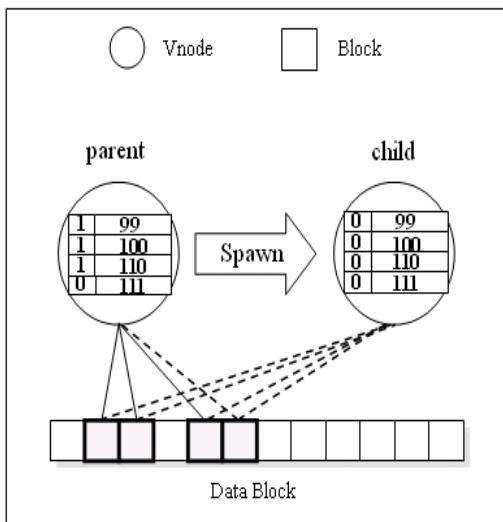 Vnode
Block
parent
child
1 99
1 100
1 110
0 111
Spawn
0 99
0 100
0 110
0 111
Data Block